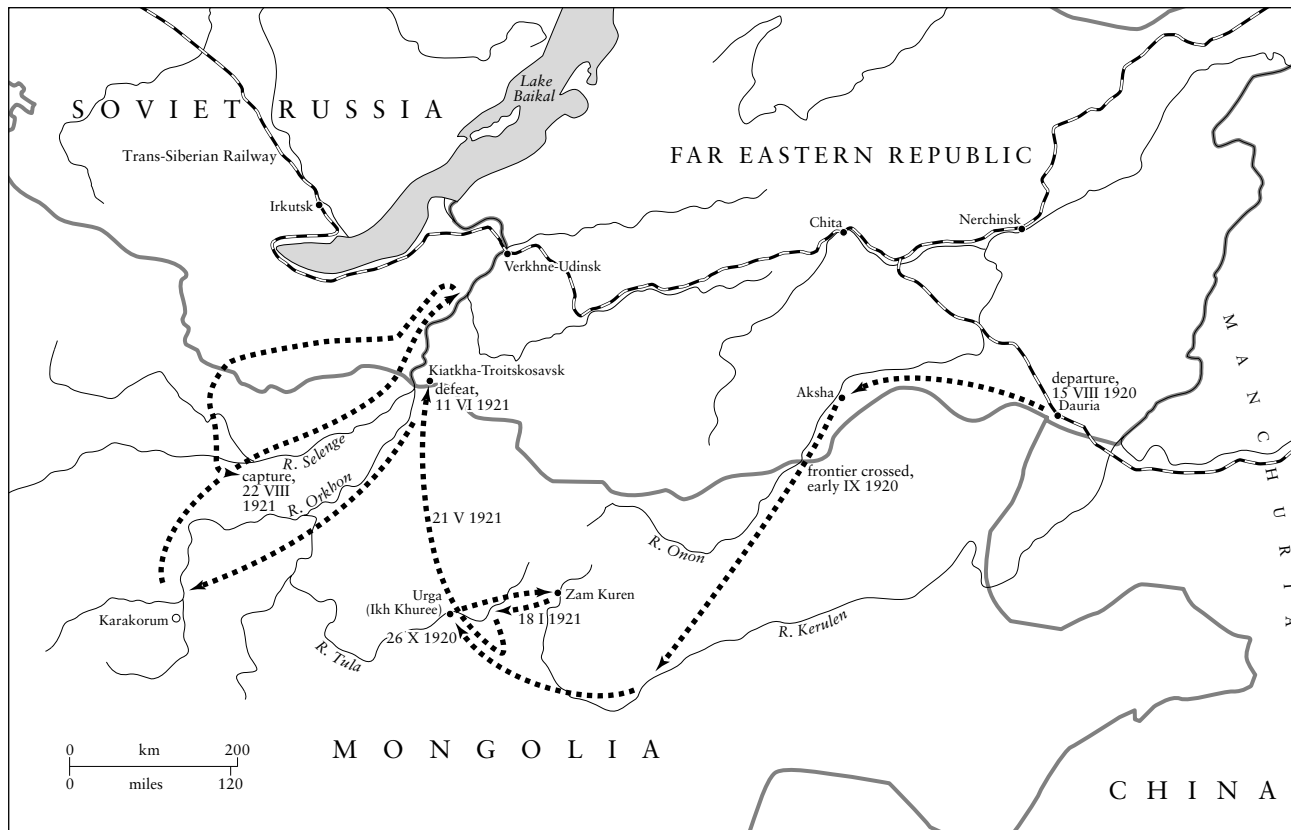 Lake
Baikal
SOVIET RUSSIA
Trans-Siberian Railway
FAR EASTERN REPUBLIC
Irkutsk
Chita
Nerchinsk
Verkhne-Udinsk
MANCHURIA
Kiatkha-Troitskosavsk
defeat,
11 VI 1921
departure,
15 VIII 1920
Dauria
Aksha
R. Selenge
capture,
22 VIII
1921
R. Orkhon
frontier crossed,
early IX 1920
21 V 1921
R. Onon
Urga
(Ikh Khuree)
Zam Kuren
18 I 1921
26 X 1920
Karakorum
R. Tula
R. Kerulen
MONGOLIA
0 km 200
0 miles 120
CHINA